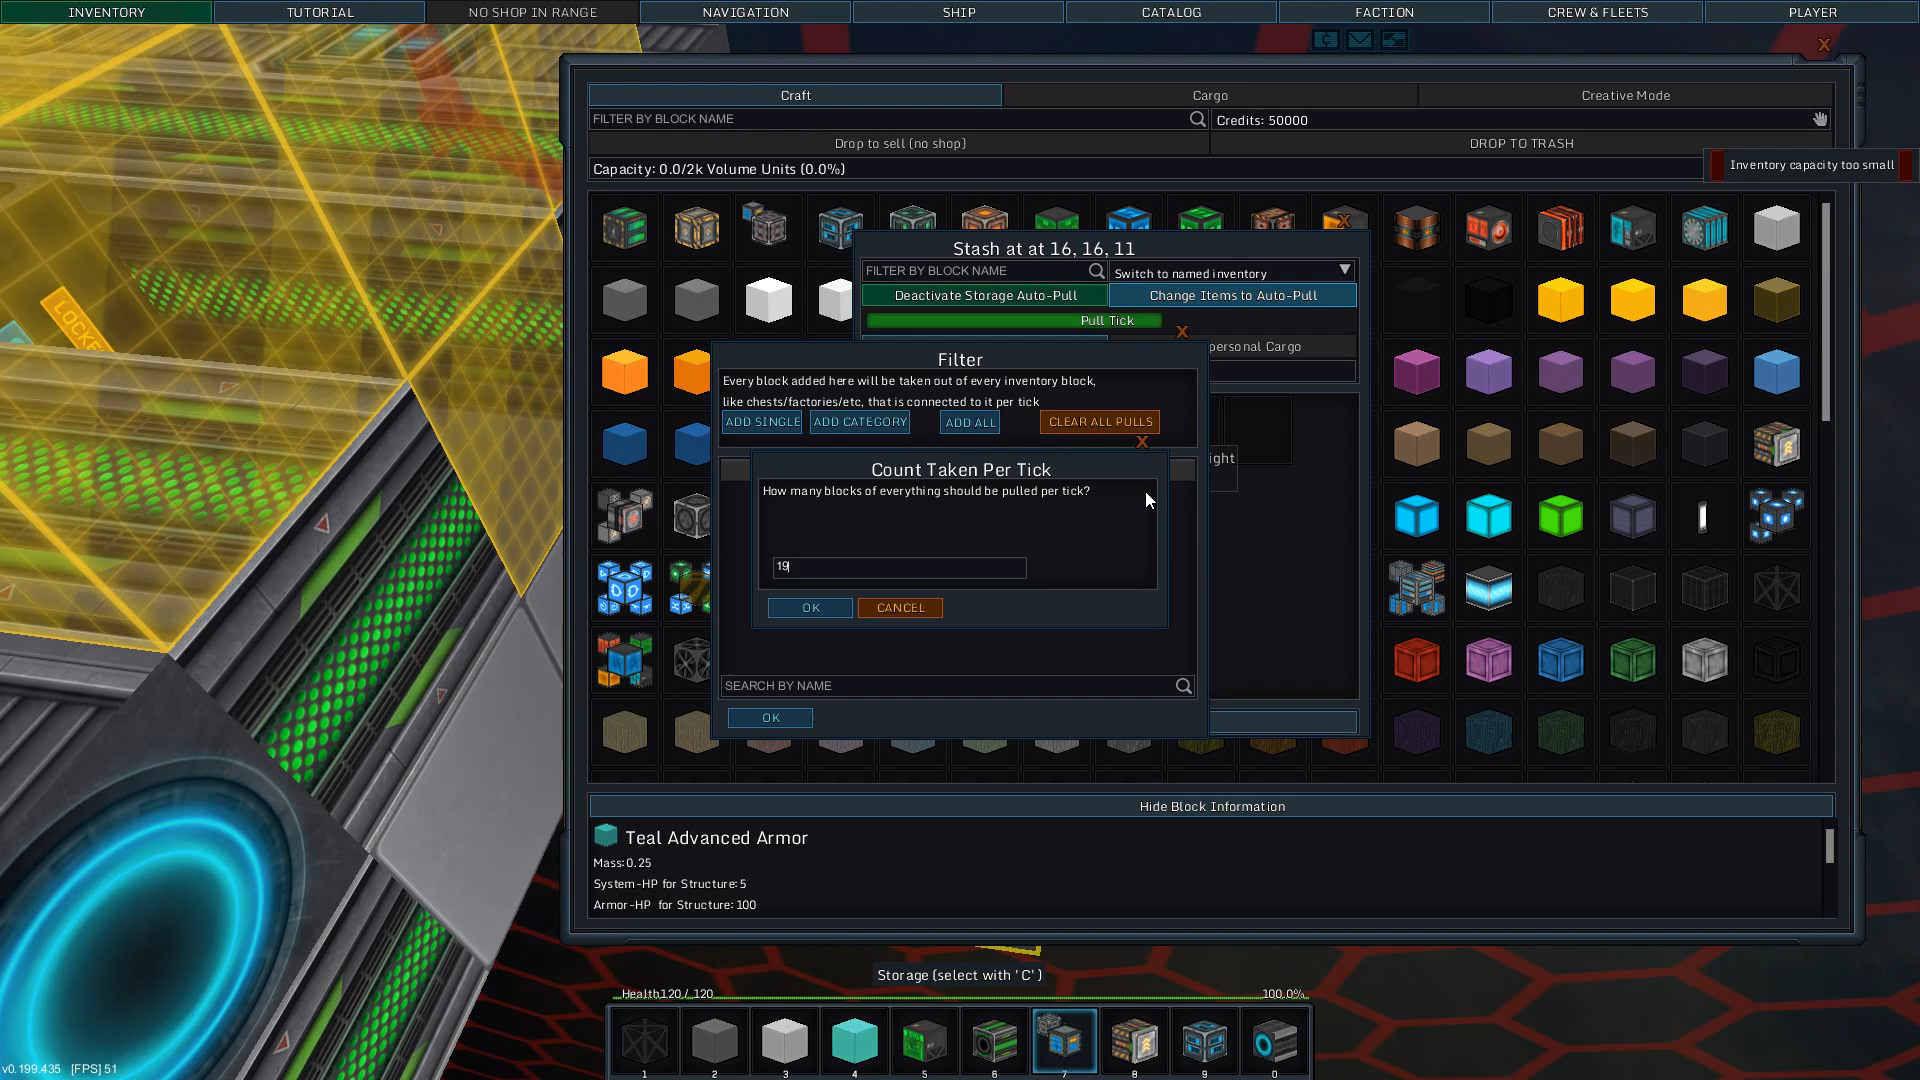 INVENTORY
TUTORIAL
NO SHOP IN RANGE
NAVIGATION
SHIP
CATALOG
FACTION
CREW & FLEETS
PLAYER
X
Craft
Cargo
Creative Mode
FILTER BY BLOCK NAME
Credits: 50000
Drop to sell (no shop)
DROP TO TRASH
Inventory capacity too small
Capacity: 0.0/2k Volume Units (0.0%)
X
Stash at at 16, 16, 11
FILTER BY BLOCK NAME
Switch to named inventory
Deactivate Storage Auto-Pull
Change Items to Auto-Pull
Pull Tick
X
personal Cargo
Filter
Every block added here will be taken out of every inventory block,
like chests/factories/etc, that is connected to it per tick
ADD SINGLE
ADD CATEGORY
ADD ALL
CLEAR ALL PULLS
X
ight
Count Taken Per Tick
How many blocks of everything should be pulled per tick?
19
OK
CANCEL
SEARCH BY NAME
OK
Hide Block Information
Teal Advanced Armor
Mass:0.25
System-HP for Structure:5
Armor-HP for Structure:100
Storage (select with 'C')
Health120 / 120
100.0%
1
2
3
4
5
6
7
8
9
0
v0.199.435 [FPS] 51